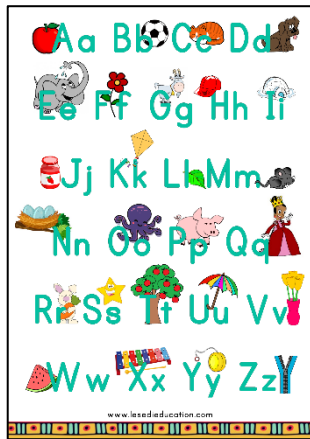 Aa Bb Cc Dd
Ee Ff Gg Hh Ii
Jj Kk Ll Mm
Nn Oo Pp Qq
Rr Ss Tt Uu Vv
Ww Xx Yy Zz
www.lesedieducation.com